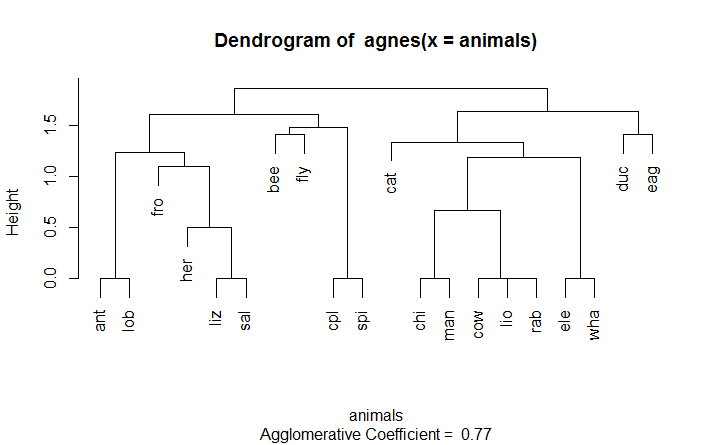 Dendrogram of agnes(x = animals)
Height
1.5
1.0
0.5
0.0
ant
lob
fro
her
liz
sal
bee
fly
cpl
spi
cat
chi
man
cow
lio
rab
ele
wha
duc
eag
animals
Agglomerative Coefficient = 0.77